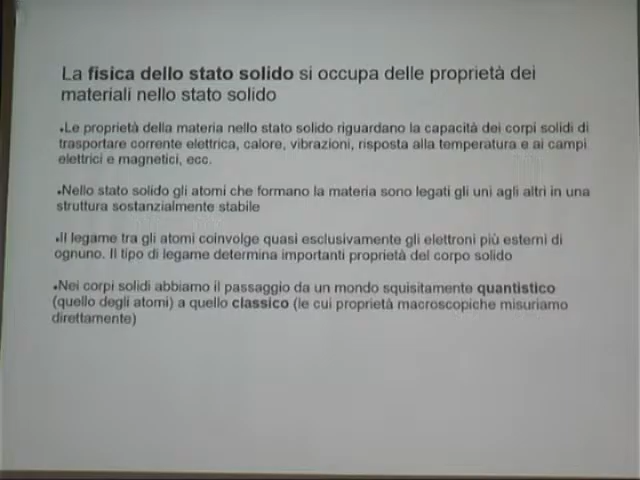 La fisica dello stato solido si occupa delle proprietà dei
materiali nello stato solido
•Le proprietà della materia nello stato solido riguardano la capacità dei corpi solidi di
trasportare corrente elettrica, calore, vibrazioni, risposta alla temperatura e ai campi
elettrici e magnetici, ecc.
•Nello stato solido gli atomi che formano la materia sono legati gli uni agli altri in una
struttura sostanzialmente stabile
•Il legame tra gli atomi coinvolge quasi esclusivamente gli elettroni più esterni di
ognuno. Il tipo di legame determina importanti proprietà del corpo solido
•Nei corpi solidi abbiamo il passaggio da un mondo squisitamente quantistico
(quello degli atomi) a quello classico (le cui proprietà macroscopiche misuriamo
direttamente)